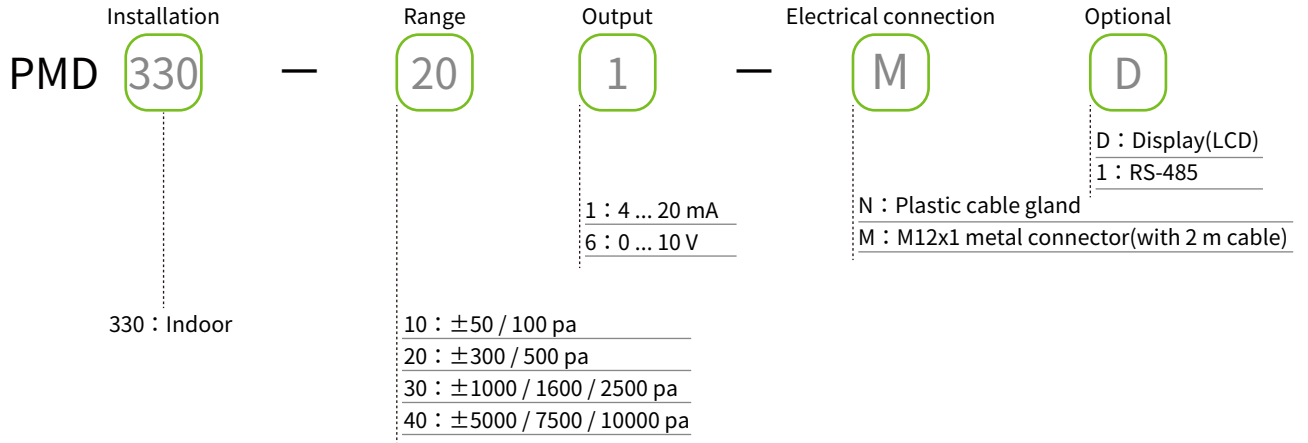 Installation Range Output Electrical connection Optional
PMD 330 — 20 1 — M D
D：Display(LCD)
1：RS-485
1：4 ... 20 mA
6：0 ... 10 V
N：Plastic cable gland
M：M12x1 metal connector(with 2 m cable)
330：Indoor
10：±50 / 100 pa
20：±300 / 500 pa
30：±1000 / 1600 / 2500 pa
40：±5000 / 7500 / 10000 pa